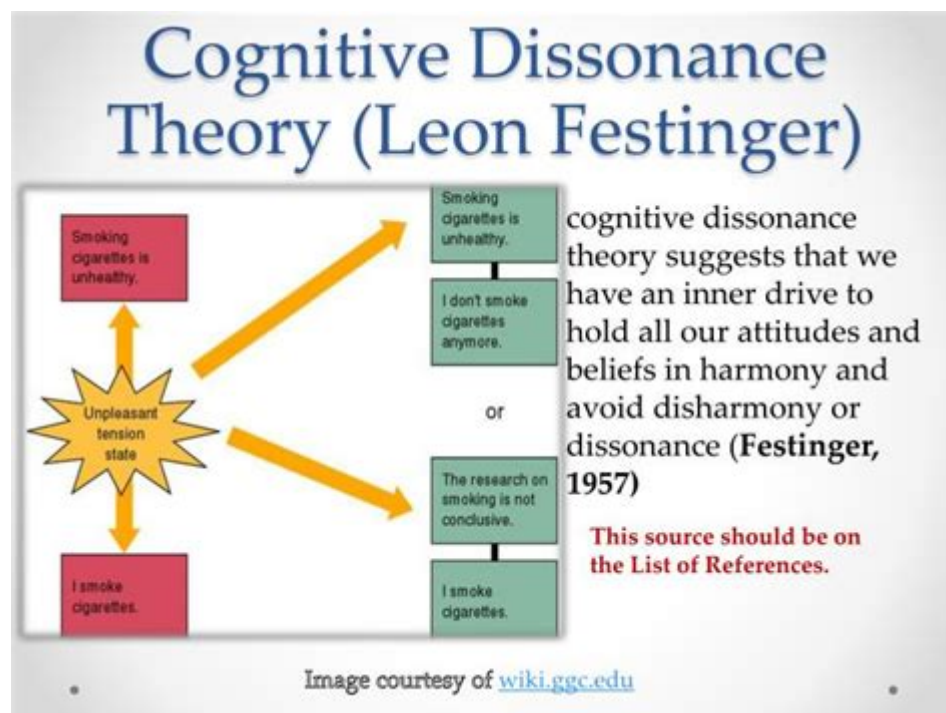 Cognitive Dissonance
Theory (Leon Festinger)
Smoking
cigarettes is
unhealthy.
Unpleasant
tension
state
I smoke
cigarettes.
Smoking
cigarettes is
unhealthy.
I don't smoke
cigarettes
anymore.
or
The research on
smoking is not
conclusive.
I smoke
cigarettes.
cognitive dissonance
theory suggests that we
have an inner drive to
hold all our attitudes and
beliefs in harmony and
avoid disharmony or
dissonance (Festinger,
1957)
This source should be on
the List of References.
Image courtesy of wiki.ggc.edu